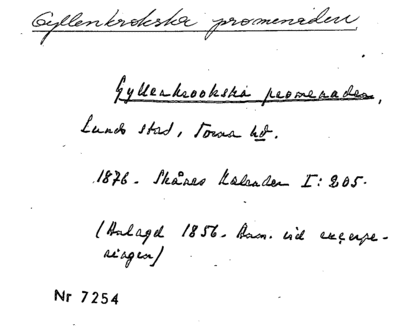 Gyllenkrokska promenaden
Gyllenkrookska promenaden,
Lunds stad, Torna hd.
1876. Skånes Kalender I: 205.
(Anlagd 1856. Anm. vid excerpe-
ringen)
Nr 7254